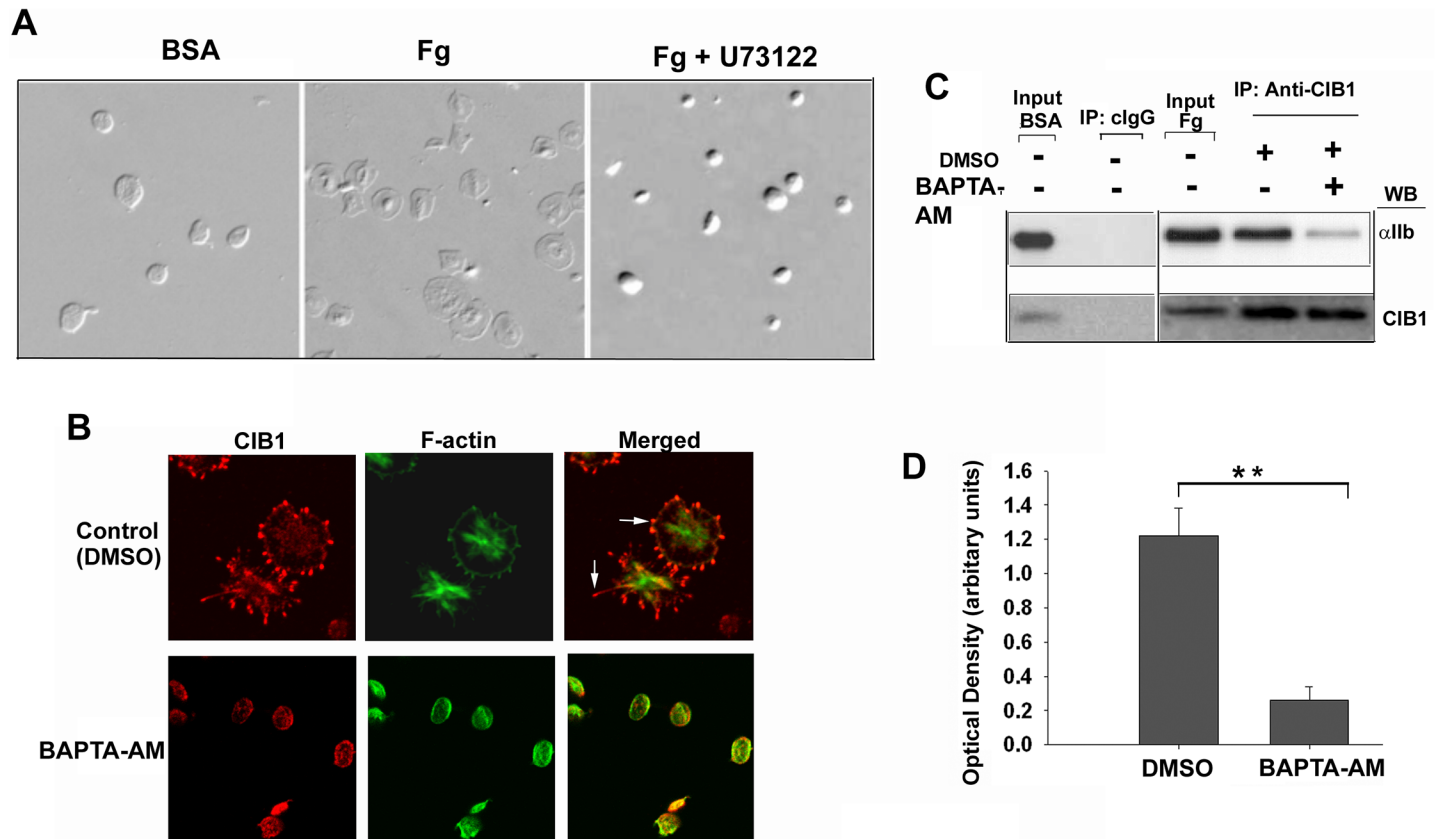 A
BSA
Fg
Fg + U73122
B
CIB1
F-actin
Merged
Control
(DMSO)
BAPTA-AM
C
Input
BSA
IP: cIgG
Input
Fg
IP: Anti-CIB1
DMSO - - - + +
BAPTA-
AM
- - - - +
WB
αIIb
CIB1
D
Optical Density (arbitary units)
1.6
1.4
1.2
1.0
0.8
0.6
0.4
0.2
0.0
**
DMSO
BAPTA-AM